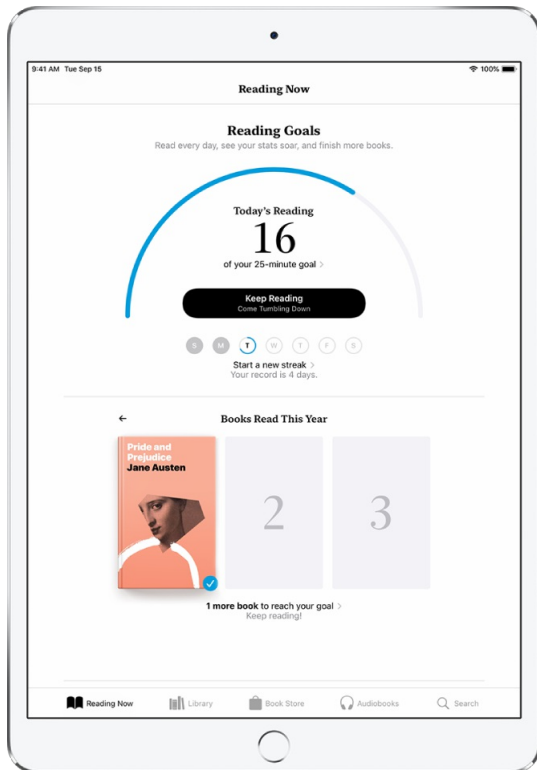 9:41 AM Tue Sep 15
100%
Reading Now
Reading Goals
Read every day, see your stats soar, and finish more books.
Today's Reading
16
of your 25-minute goal >
Keep Reading
Come Tumbling Down
S M T W T F S
Start a new streak >
Your record is 4 days.
← Books Read This Year
Pride and
Prejudice
Jane Austen
2
3
1 more book to reach your goal >
Keep reading!
Reading Now
Library
Book Store
Audiobooks
Search